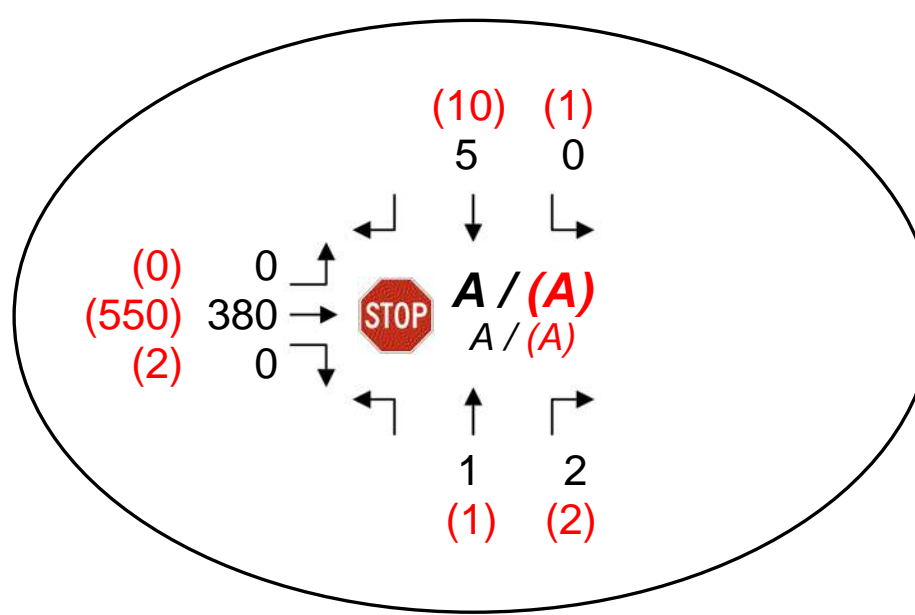 (10) (1)
5 0
(0) 0
(550) 380
(2) 0
STOP
A / (A)
A / (A)
1 2
(1) (2)